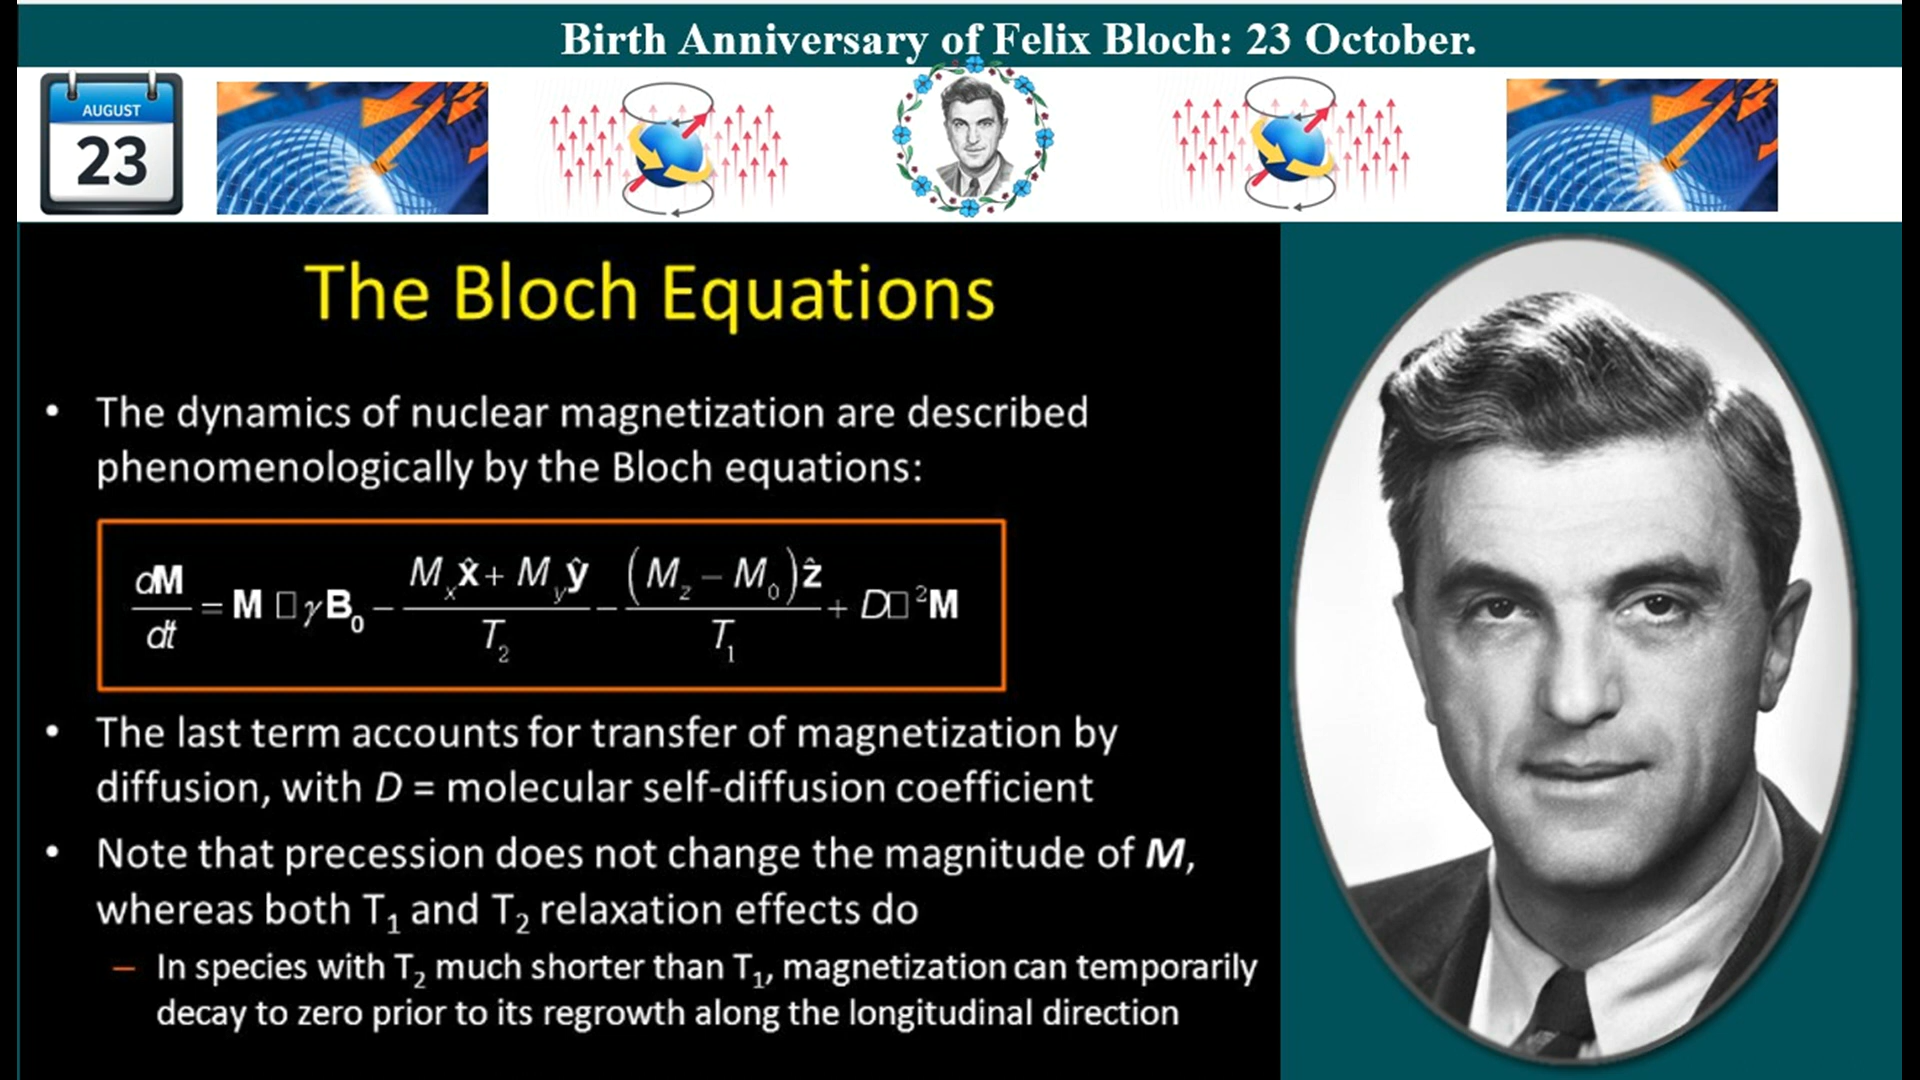 Birth Anniversary of Felix Bloch: 23 October.
AUGUST
23
The Bloch Equations
• The dynamics of nuclear magnetization are described
phenomenologically by the Bloch equations:
dM/dt = M □ γB₀ − (Mₓx̂ + M_yŷ)/T₂ − (M_z − M₀)ẑ/T₁ + D□²M
• The last term accounts for transfer of magnetization by
diffusion, with D = molecular self-diffusion coefficient
• Note that precession does not change the magnitude of M,
whereas both T₁ and T₂ relaxation effects do
– In species with T₂ much shorter than T₁, magnetization can temporarily
decay to zero prior to its regrowth along the longitudinal direction